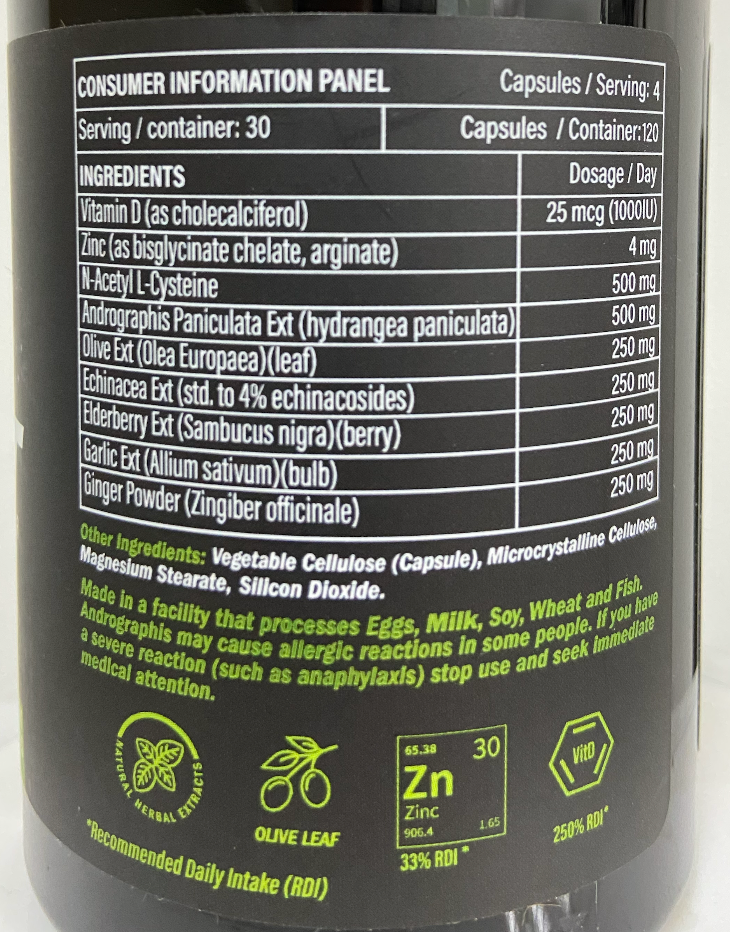 CONSUMER INFORMATION PANEL Capsules / Serving: 4
Serving / container: 30 Capsules / Container:120
INGREDIENTS Dosage / Day
Vitamin D (as cholecalciferol) 25 mcg (1000IU)
Zinc (as bisglycinate chelate, arginate) 4 mg
N-Acetyl L-Cysteine 500 mg
Andrographis Paniculata Ext (hydrangea paniculata) 500 mg
Olive Ext (Olea Europaea)(leaf) 250 mg
Echinacea Ext (std. to 4% echinacosides) 250 mg
Elderberry Ext (Sambucus nigra)(berry) 250 mg
Garlic Ext (Allium sativum)(bulb) 250 mg
Ginger Powder (Zingiber officinale) 250 mg
Other Ingredients: Vegetable Cellulose (Capsule), Microcrystalline Cellulose,
Magnesium Stearate, Silicon Dioxide.
Made in a facility that processes Eggs, Milk, Soy, Wheat and Fish.
Andrographis may cause allergic reactions in some people. If you have
a severe reaction (such as anaphylaxis) stop use and seek immediate
medical attention.
NATURAL HERBAL EXTRACTS
OLIVE LEAF
65.38 30
Zn
Zinc
906.4 1.65
33% RDI *
VitD
250% RDI*
*Recommended Daily Intake (RDI)